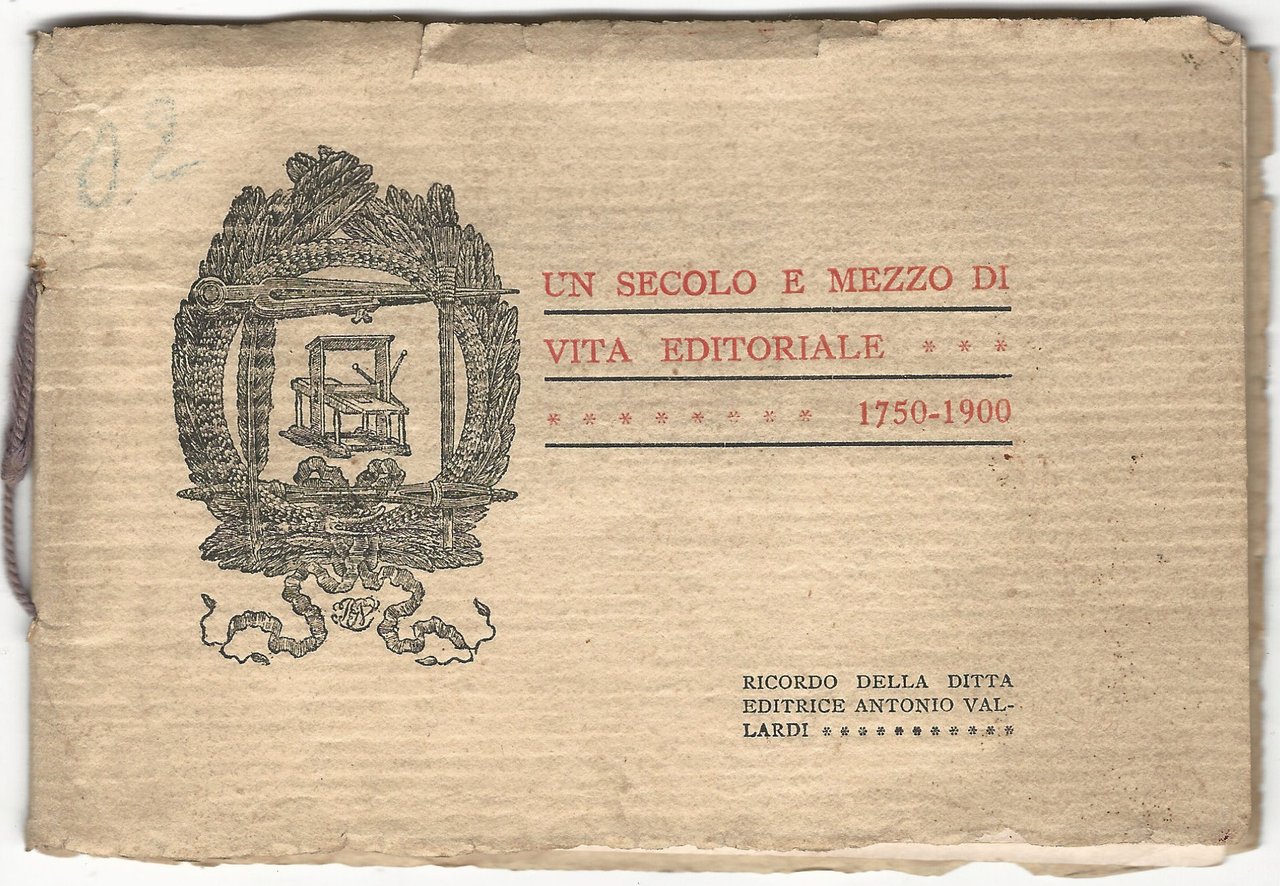 UN SECOLO E MEZZO DI
VITA EDITORIALE * * *
* * * * * * * * 1750-1900
RICORDO DELLA DITTA
EDITRICE ANTONIO VAL-
LARDI * * * * * * * * * * *